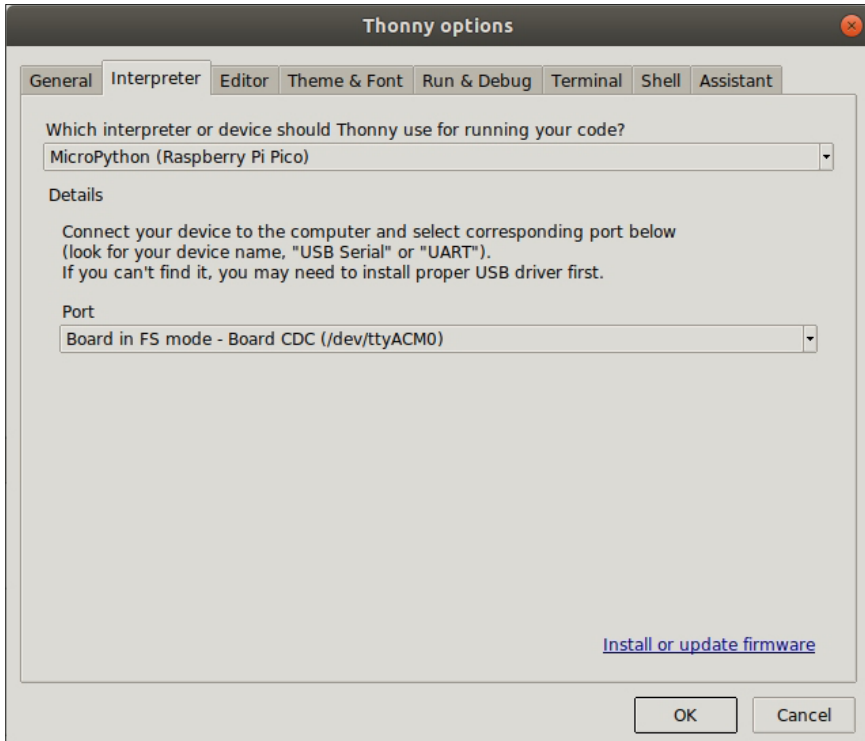 Thonny options
General Interpreter Editor Theme & Font Run & Debug Terminal Shell Assistant
Which interpreter or device should Thonny use for running your code?
MicroPython (Raspberry Pi Pico)
Details
Connect your device to the computer and select corresponding port below
(look for your device name, "USB Serial" or "UART").
If you can't find it, you may need to install proper USB driver first.
Port
Board in FS mode - Board CDC (/dev/ttyACM0)
Install or update firmware
OK Cancel